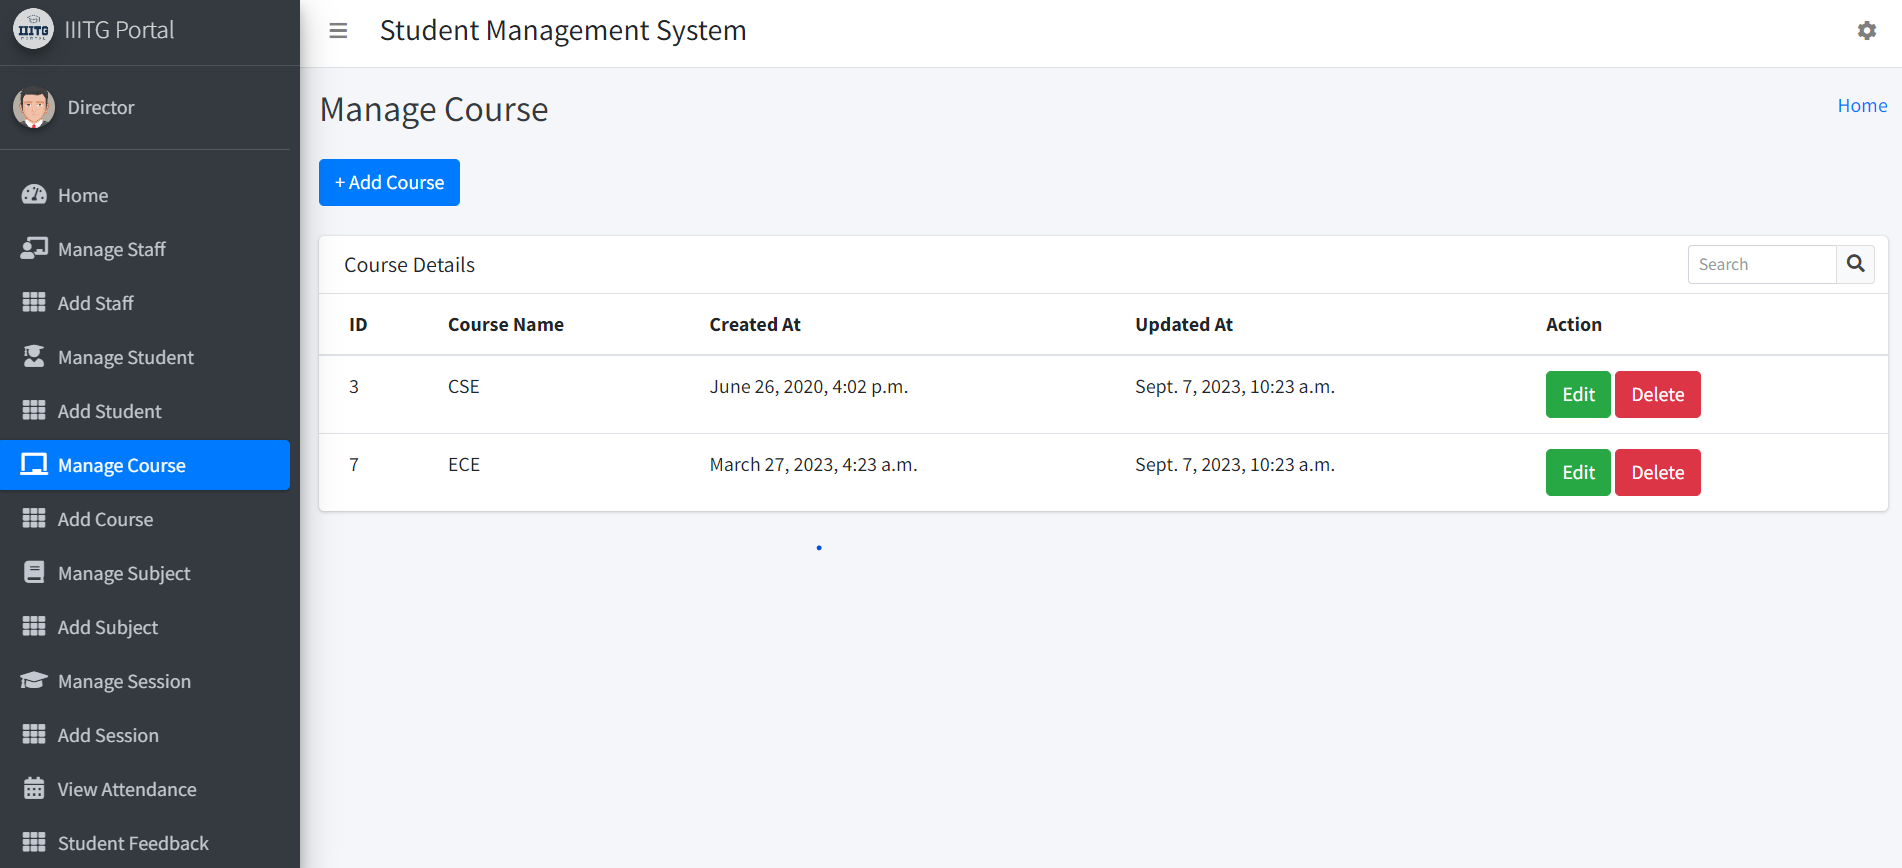 IIITG Portal
Student Management System
Director
Manage Course
Home
+ Add Course
Home
Manage Staff
Add Staff
Manage Student
Add Student
Manage Course
Add Course
Manage Subject
Add Subject
Manage Session
Add Session
View Attendance
Student Feedback
Course Details
Search
ID Course Name Created At Updated At Action
3 CSE June 26, 2020, 4:02 p.m. Sept. 7, 2023, 10:23 a.m. Edit Delete
7 ECE March 27, 2023, 4:23 a.m. Sept. 7, 2023, 10:23 a.m. Edit Delete